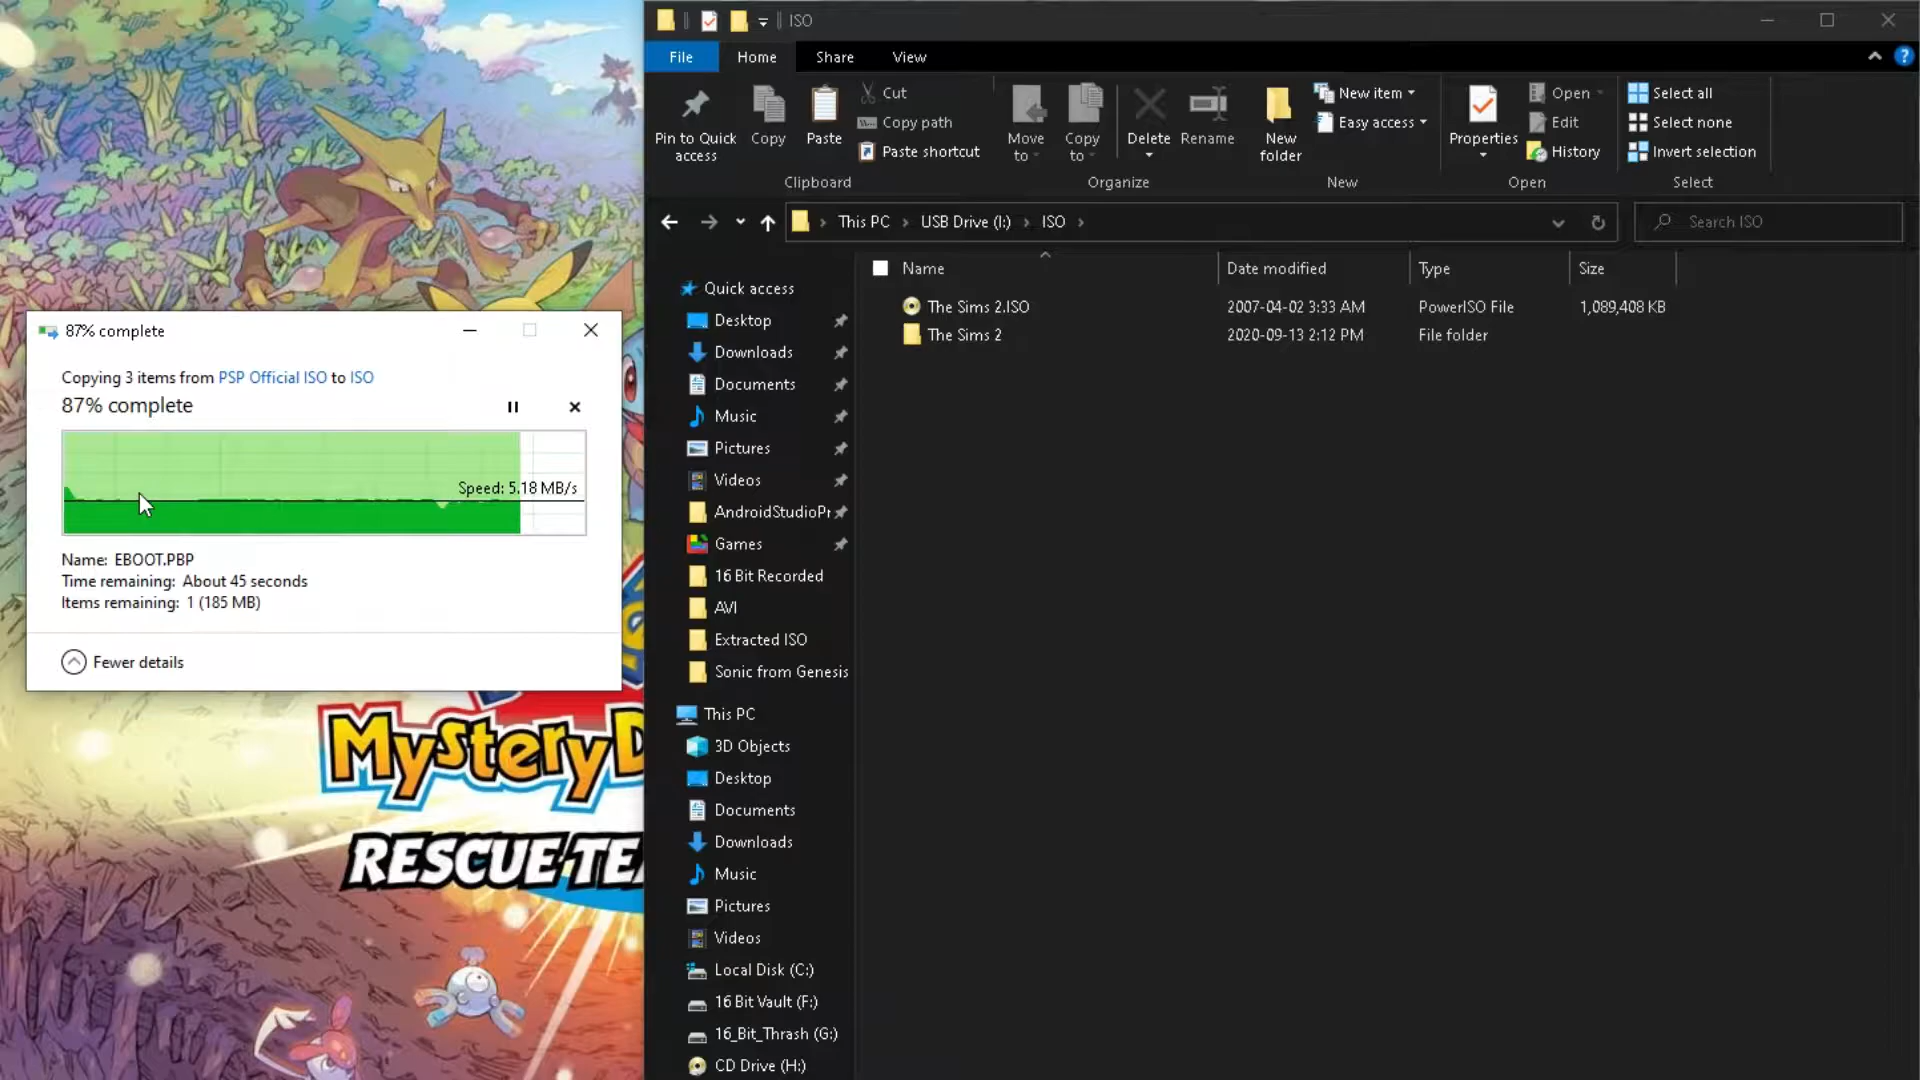 ISO
File
Home
Share
View
Pin to Quick access
Copy
Paste
Cut
Copy path
Paste shortcut
Clipboard
Move to
Copy to
Delete
Rename
Organize
New folder
New item
Easy access
New
Properties
Open
Edit
History
Open
Select all
Select none
Invert selection
Select
This PC
USB Drive (I:)
ISO
Search ISO
Name
Date modified
Type
Size
The Sims 2.ISO
2007-04-02 3:33 AM
PowerISO File
1,089,408 KB
The Sims 2
2020-09-13 2:12 PM
File folder
Quick access
Desktop
Downloads
Documents
Music
Pictures
Videos
AndroidStudioPr
Games
16 Bit Recorded
AVI
Extracted ISO
Sonic from Genesis
This PC
3D Objects
Desktop
Documents
Downloads
Music
Pictures
Videos
Local Disk (C:)
16 Bit Vault (F:)
16_Bit_Thrash (G:)
CD Drive (H:)
87% complete
Copying 3 items from PSP Official ISO to ISO
87% complete
Speed: 5.18 MB/s
Name: EBOOT.PBP
Time remaining: About 45 seconds
Items remaining: 1 (185 MB)
Fewer details
Mystery D
RESCUE TE